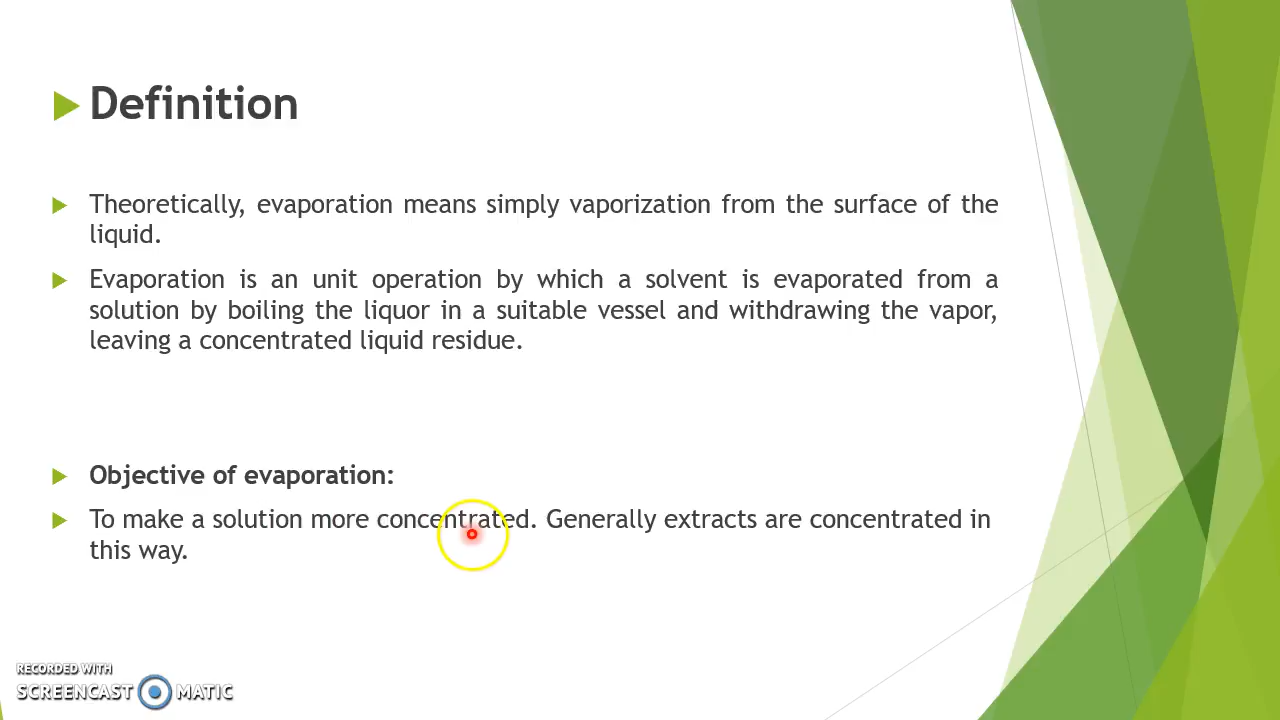 Definition
Theoretically, evaporation means simply vaporization from the surface of the
liquid.
Evaporation is an unit operation by which a solvent is evaporated from a
solution by boiling the liquor in a suitable vessel and withdrawing the vapor,
leaving a concentrated liquid residue.
Objective of evaporation:
To make a solution more concentrated. Generally extracts are concentrated in
this way.
RECORDED WITH
SCREENCAST MATIC